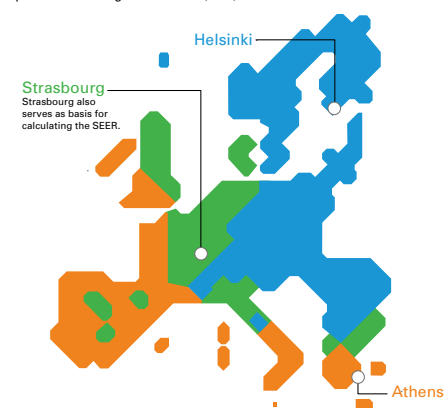 Helsinki
Strasbourg
Strasbourg also
serves as basis for
calculating the SEER.
Athens